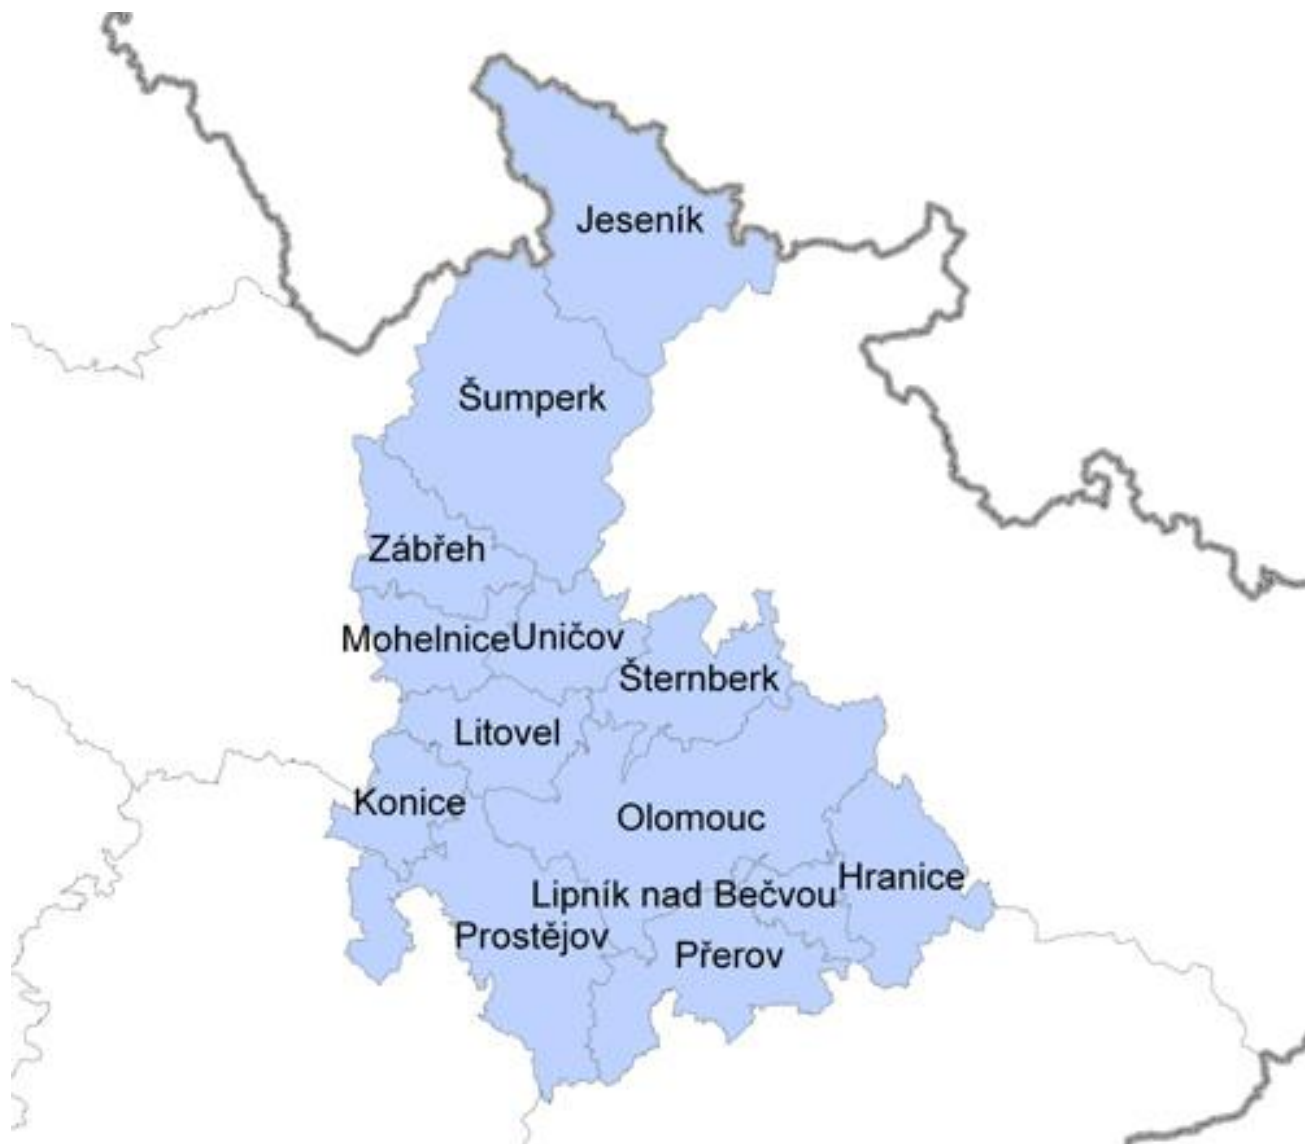 Jeseník
Šumperk
Zábřeh
Mohelnice
Uničov
Šternberk
Litovel
Konice
Olomouc
Hranice
Lipník nad Bečvou
Prostějov
Přerov